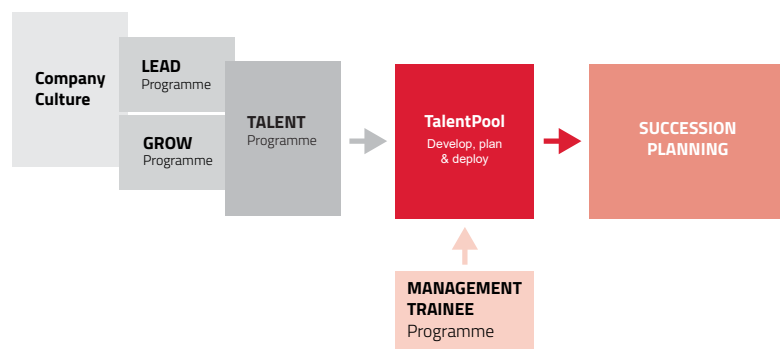 Company
Culture
LEAD
Programme
GROW
Programme
TALENT
Programme
TalentPool
Develop, plan
& deploy
SUCCESSION
PLANNING
MANAGEMENT
TRAINEE
Programme